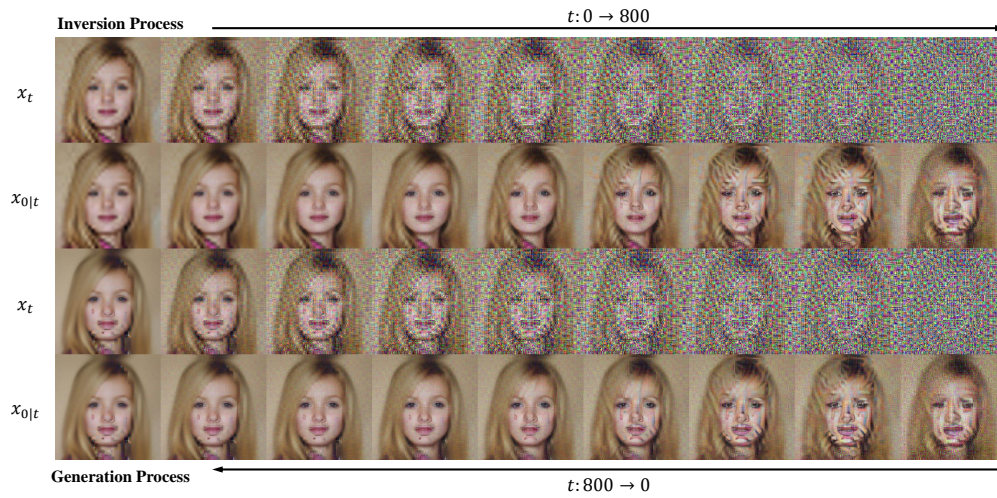 Inversion Process
t: 0 → 800
x_t
x_{0|t}
x_t
x_{0|t}
Generation Process
t: 800 → 0